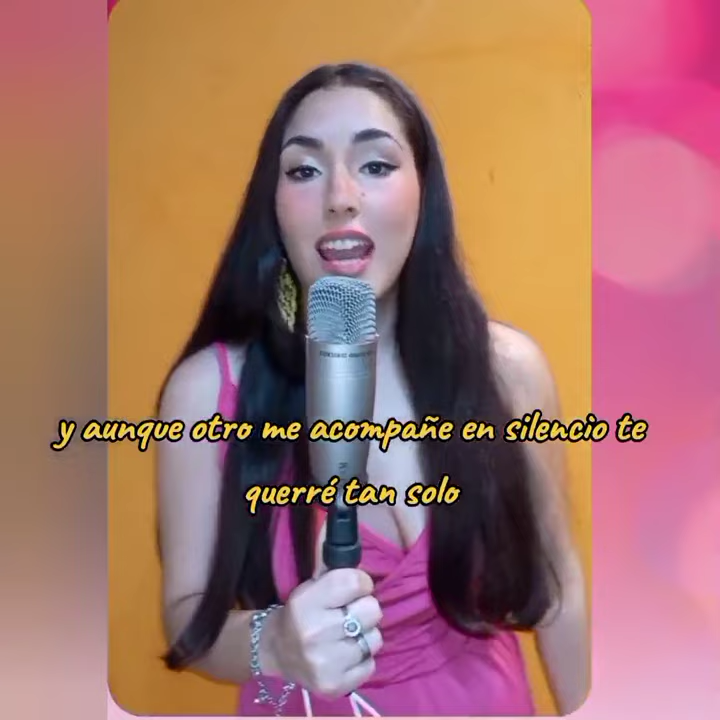 y aunque otro me acompañe en silencio te
querré tan solo